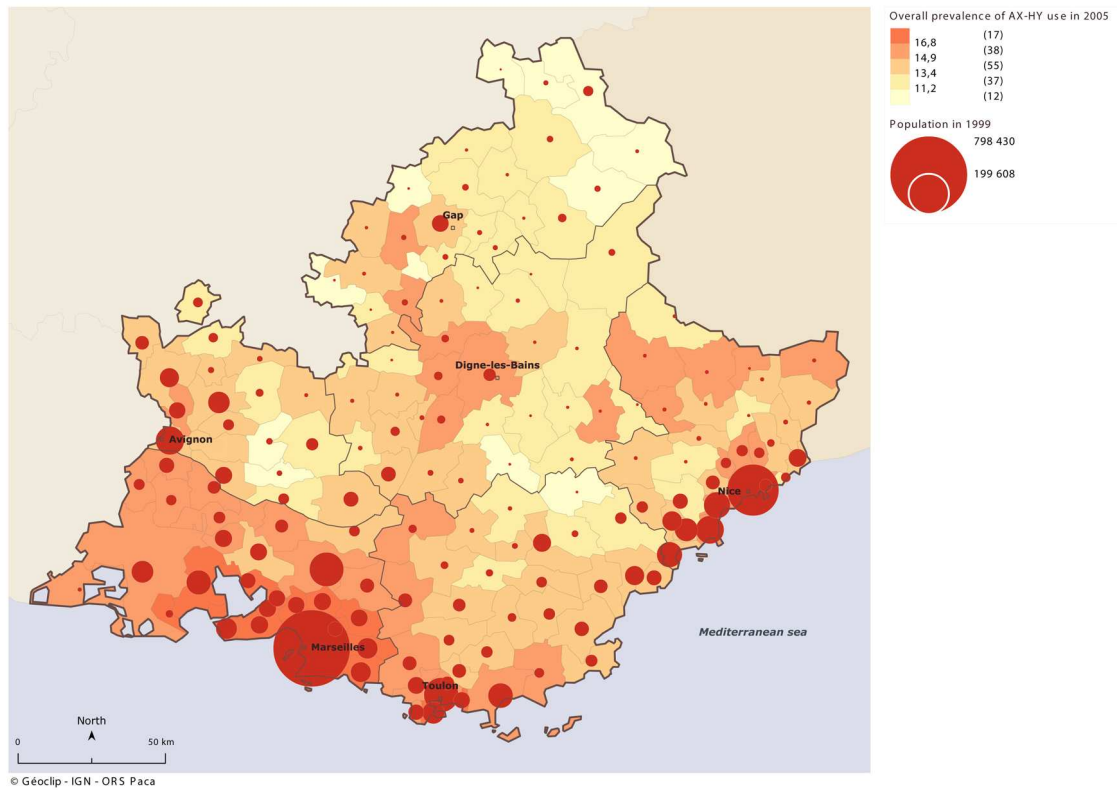 Overall prevalence of AX-HY use in 2005
(17)
16,8
(38)
14,9
(55)
13,4
(37)
11,2
(12)
Population in 1999
798 430
199 608
Gap
Digne-les-Bains
Avignon
Nice
Marseilles
Mediterranean sea
Toulon
North
0 50 km
© Géoclip - IGN - ORS Paca